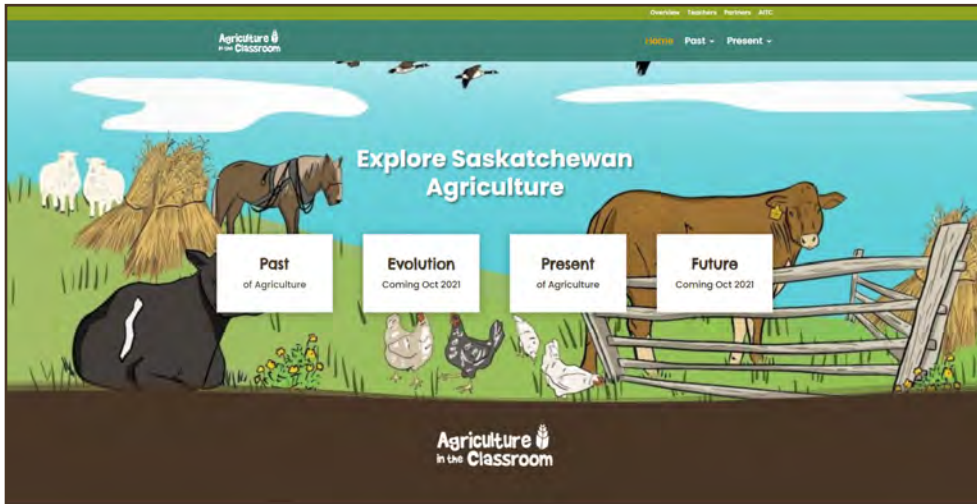 Overview Teachers Partners AITC
Agriculture
in the Classroom
Home Past Present
Explore Saskatchewan
Agriculture
Past
of Agriculture
Evolution
Coming Oct 2021
Present
of Agriculture
Future
Coming Oct 2021
Agriculture
in the Classroom